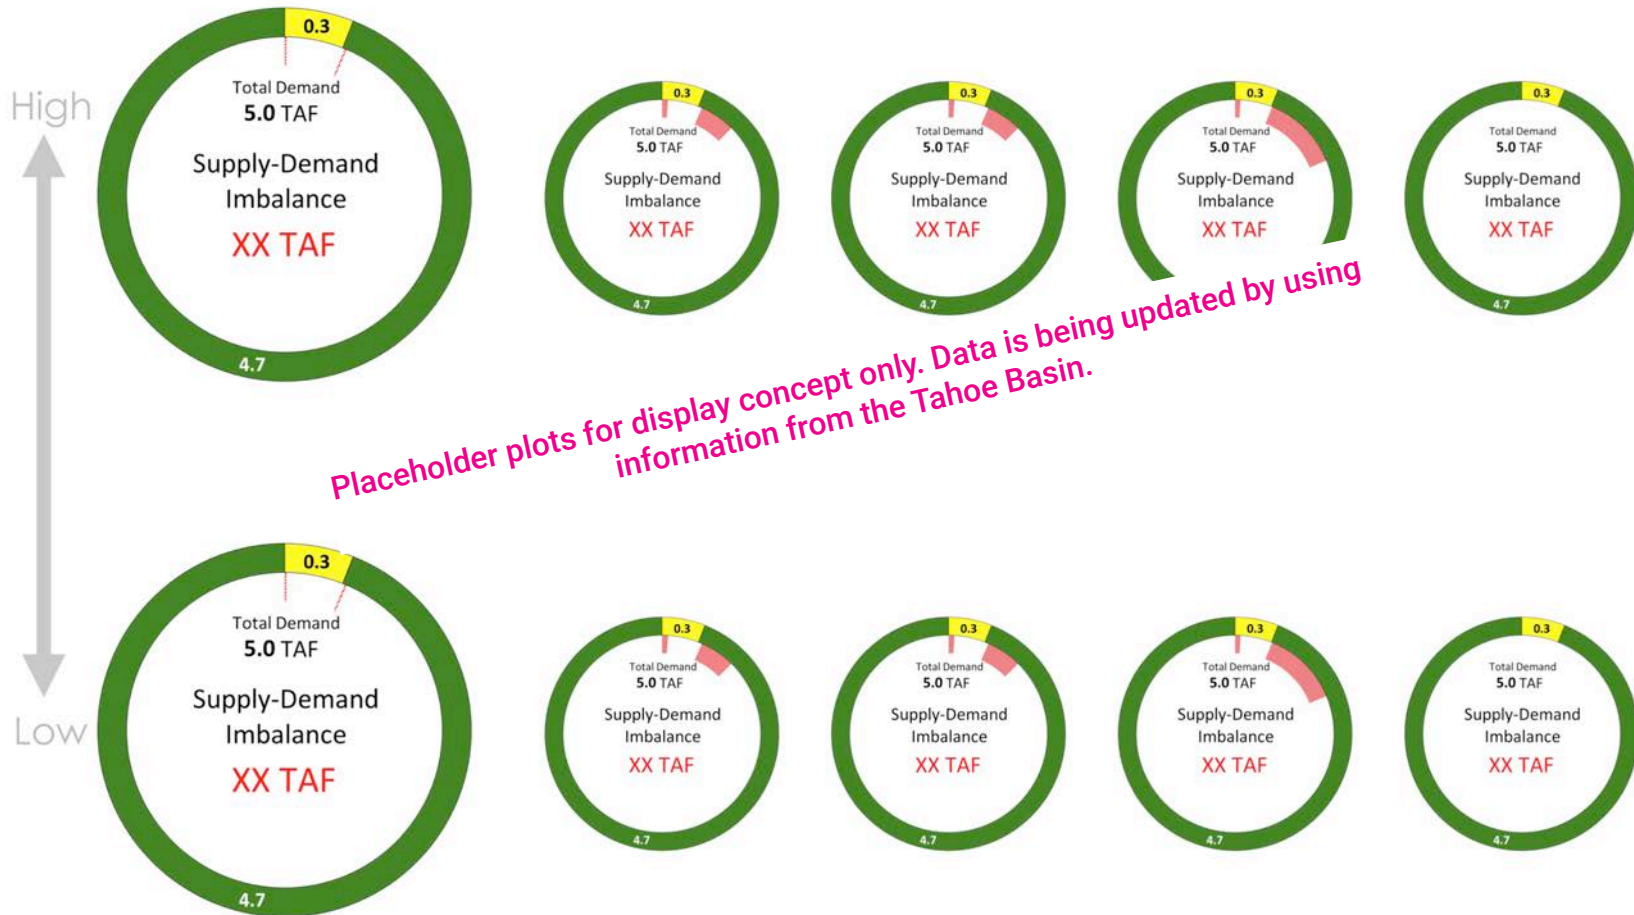 0.3
Total Demand
5.0 TAF
Supply-Demand
Imbalance
XX TAF
4.7
High
0.3
Total Demand
5.0 TAF
Supply-Demand
Imbalance
XX TAF
4.7
0.3
Total Demand
5.0 TAF
Supply-Demand
Imbalance
XX TAF
4.7
0.3
Total Demand
5.0 TAF
Supply-Demand
Imbalance
XX TAF
0.3
Total Demand
5.0 TAF
Supply-Demand
Imbalance
XX TAF
4.7
Placeholder plots for display concept only. Data is being updated by using
information from the Tahoe Basin.
0.3
Total Demand
5.0 TAF
Supply-Demand
Imbalance
XX TAF
4.7
Low
0.3
Total Demand
5.0 TAF
Supply-Demand
Imbalance
XX TAF
4.7
0.3
Total Demand
5.0 TAF
Supply-Demand
Imbalance
XX TAF
4.7
0.3
Total Demand
5.0 TAF
Supply-Demand
Imbalance
XX TAF
4.7
0.3
Total Demand
5.0 TAF
Supply-Demand
Imbalance
XX TAF
4.7